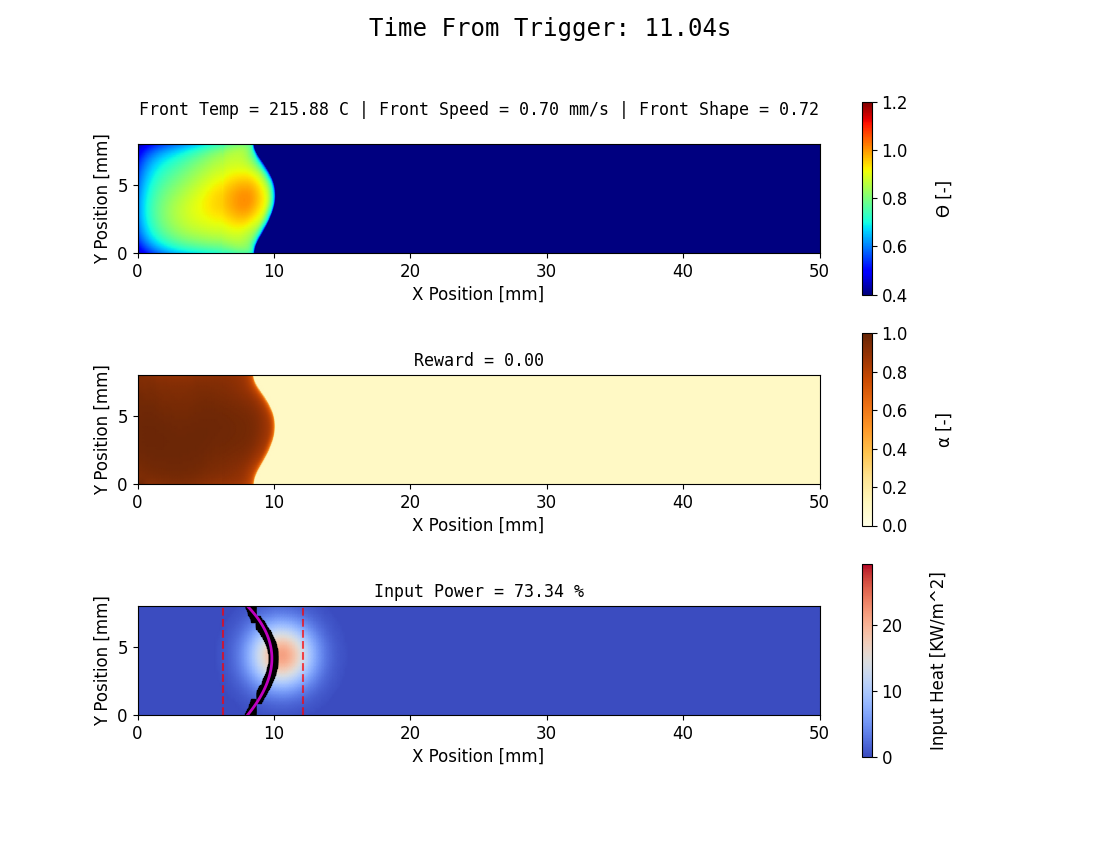 Time From Trigger: 11.04s
Front Temp = 215.88 C | Front Speed = 0.70 mm/s | Front Shape = 0.72
Y Position [mm]
5
0
0 10 20 30 40 50
X Position [mm]
1.2
1.0
0.8
0.6
0.4
Θ [-]
Reward = 0.00
Y Position [mm]
5
0
0 10 20 30 40 50
X Position [mm]
1.0
0.8
0.6
0.4
0.2
0.0
α [-]
Input Power = 73.34 %
Y Position [mm]
5
0
0 10 20 30 40 50
X Position [mm]
20
10
0
Input Heat [KW/m^2]